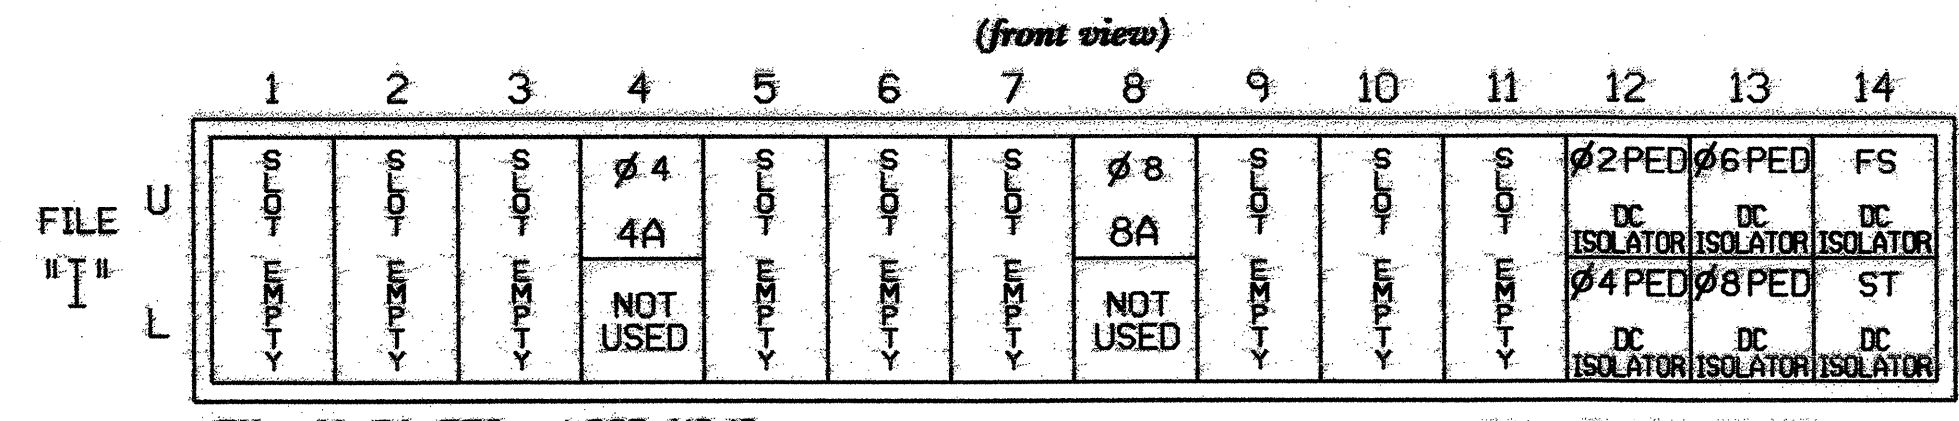 (front view)
1 2 3 4 5 6 7 8 9 10 11 12 13 14
FILE "I"
U
L
SLOT EMPTY
SLOT EMPTY
SLOT EMPTY
Ø 4
4A
NOT
USED
SLOT EMPTY
SLOT EMPTY
SLOT EMPTY
Ø 8
8A
NOT
USED
SLOT EMPTY
SLOT EMPTY
SLOT EMPTY
Ø2 PED
DC
ISOLATOR
Ø4 PED
DC
ISOLATOR
Ø6 PED
DC
ISOLATOR
Ø8 PED
DC
ISOLATOR
FS
DC
ISOLATOR
ST
DC
ISOLATOR